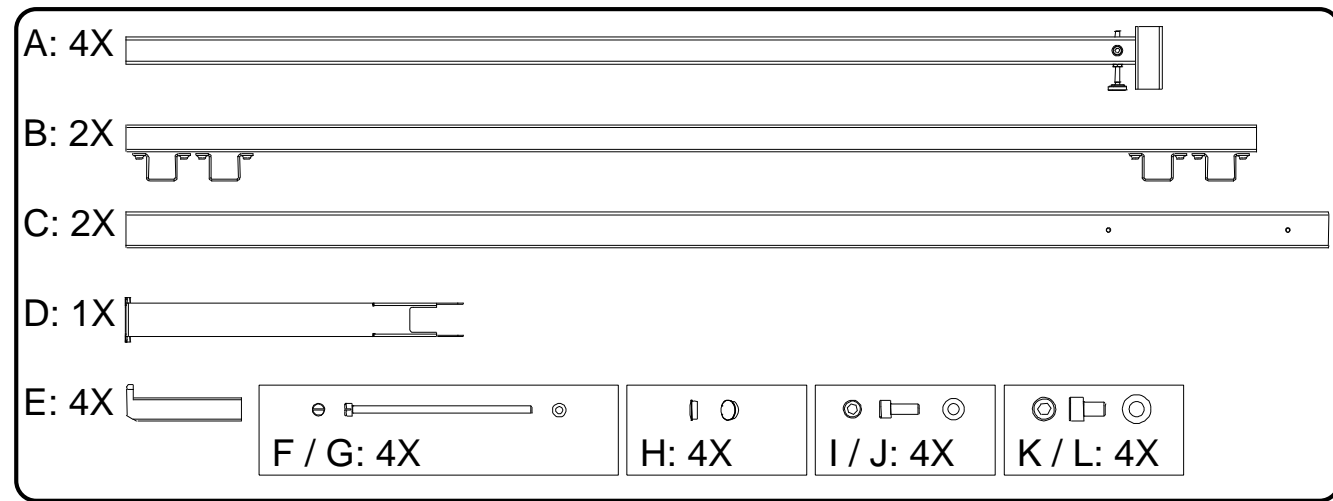 A: 4X
B: 2X
C: 2X
D: 1X
E: 4X
F / G: 4X
H: 4X
I / J: 4X
K / L: 4X